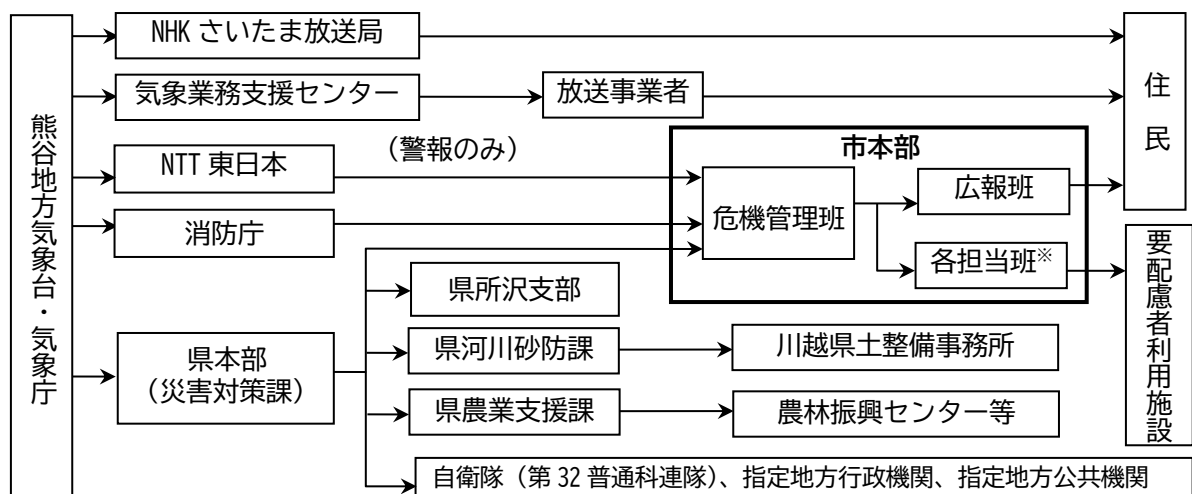 熊谷地方気象台・気象庁
NHK さいたま放送局
住民
気象業務支援センター
放送事業者
NTT 東日本
（警報のみ）
市本部
消防庁
危機管理班
広報班
各担当班※
要配慮者利用施設
県所沢支部
県本部
（災害対策課）
県河川砂防課
川越県土整備事務所
県農業支援課
農林振興センター等
自衛隊（第 32 普通科連隊）、指定地方行政機関、指定地方公共機関